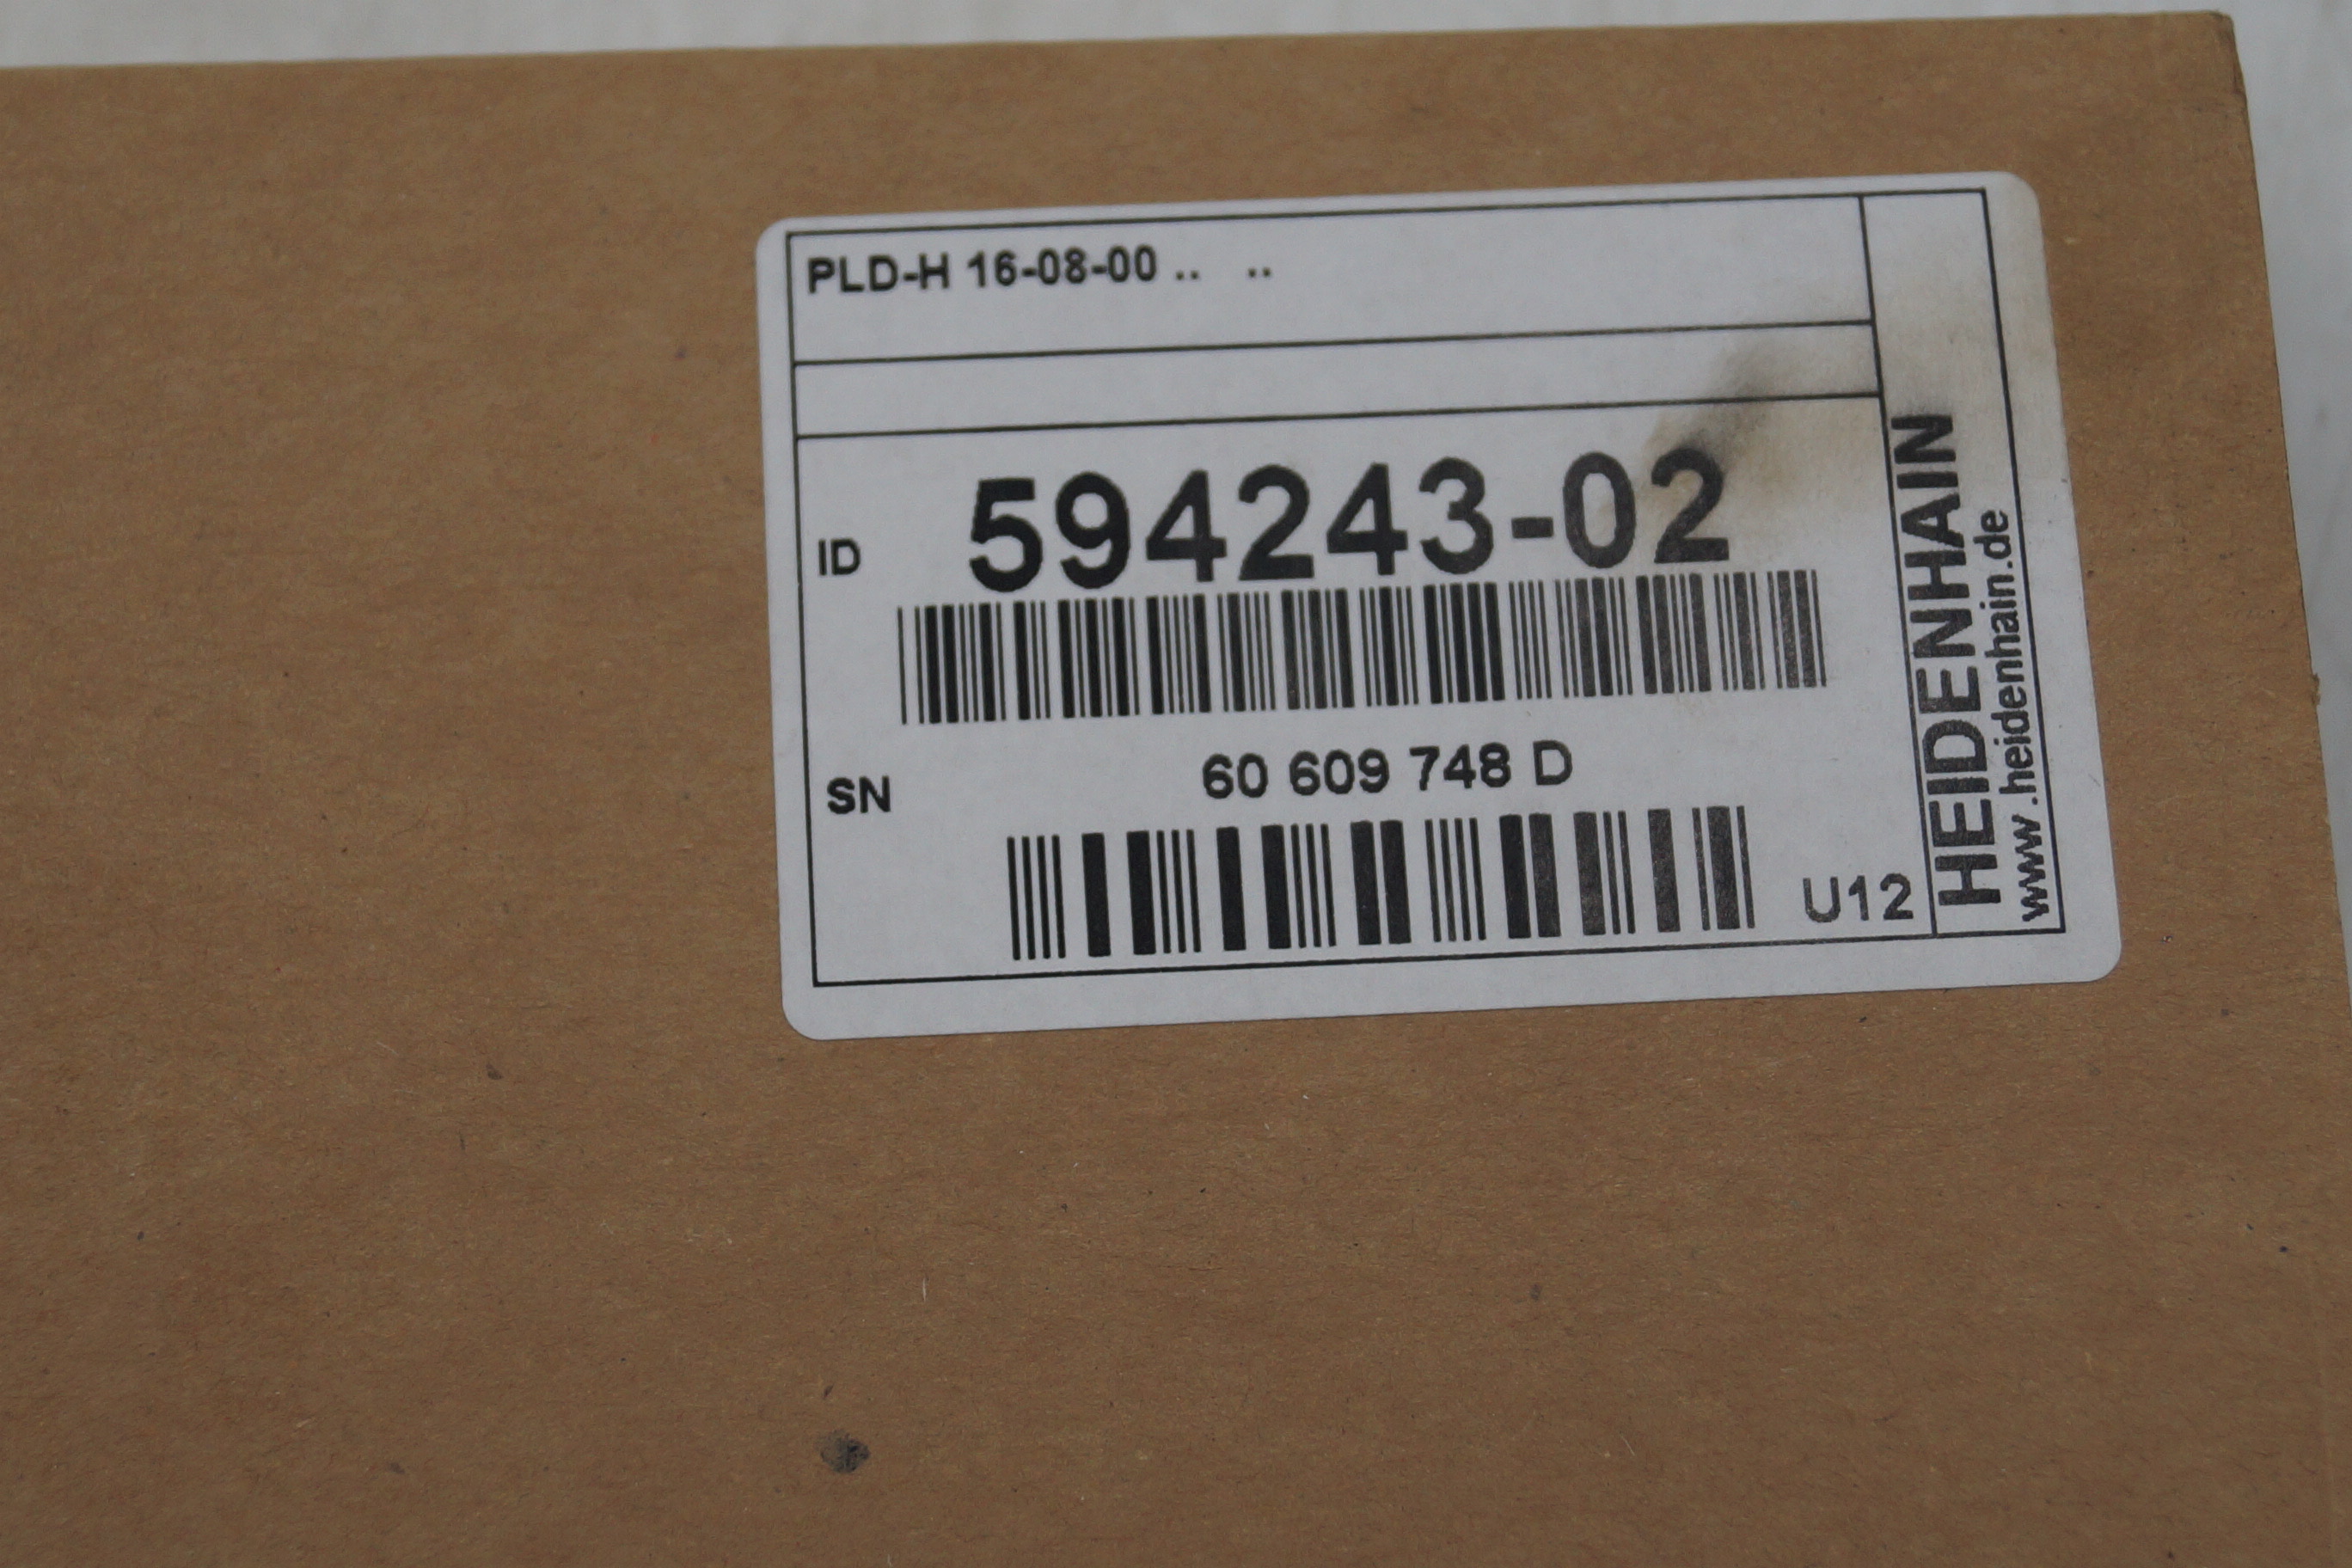 PLD-H 16-08-00 .. ..
ID 594243-02
SN 60 609 748 D
U12
HEIDENHAIN
www.heidenhain.de